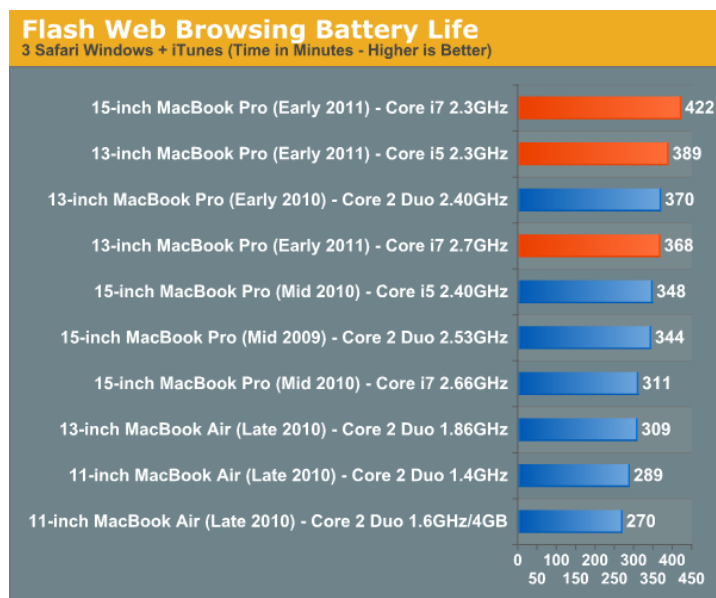 Flash Web Browsing Battery Life
3 Safari Windows + iTunes (Time in Minutes - Higher is Better)
15-inch MacBook Pro (Early 2011) - Core i7 2.3GHz 422
13-inch MacBook Pro (Early 2011) - Core i5 2.3GHz 389
13-inch MacBook Pro (Early 2010) - Core 2 Duo 2.40GHz 370
13-inch MacBook Pro (Early 2011) - Core i7 2.7GHz 368
15-inch MacBook Pro (Mid 2010) - Core i5 2.40GHz 348
15-inch MacBook Pro (Mid 2009) - Core 2 Duo 2.53GHz 344
15-inch MacBook Pro (Mid 2010) - Core i7 2.66GHz 311
13-inch MacBook Air (Late 2010) - Core 2 Duo 1.86GHz 309
11-inch MacBook Air (Late 2010) - Core 2 Duo 1.4GHz 289
11-inch MacBook Air (Late 2010) - Core 2 Duo 1.6GHz/4GB 270
0 100 200 300 400
50 150 250 350 450